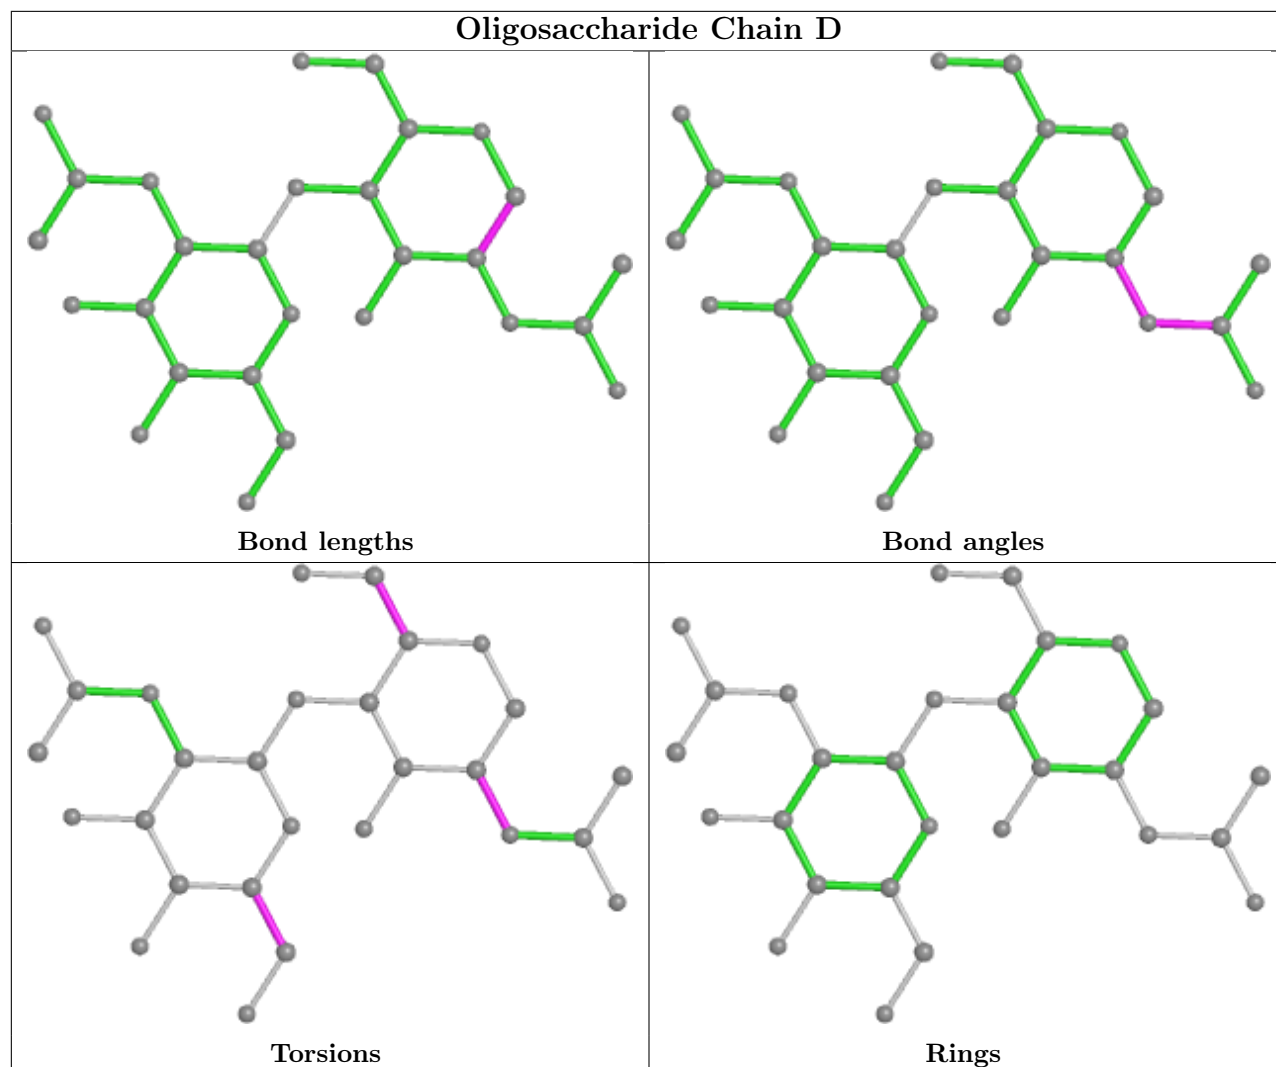 Oligosaccharide Chain D
Bond lengths
Bond angles
Torsions
Rings